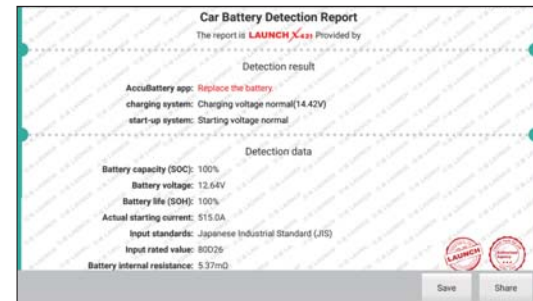 Car Battery Detection Report
The report is LAUNCH X431 Provided by
Detection result
AccuBattery app: Replace the battery.
charging system: Charging voltage normal(14.42V)
start-up system: Starting voltage normal
Detection data
Battery capacity (SOC): 100%
Battery voltage: 12.64V
Battery life (SOH): 100%
Actual starting current: 515.0A
Input standards: Japanese Industrial Standard (JIS)
Input rated value: 80D26
Battery internal resistance: 5.37mΩ
LAUNCH
Save Share